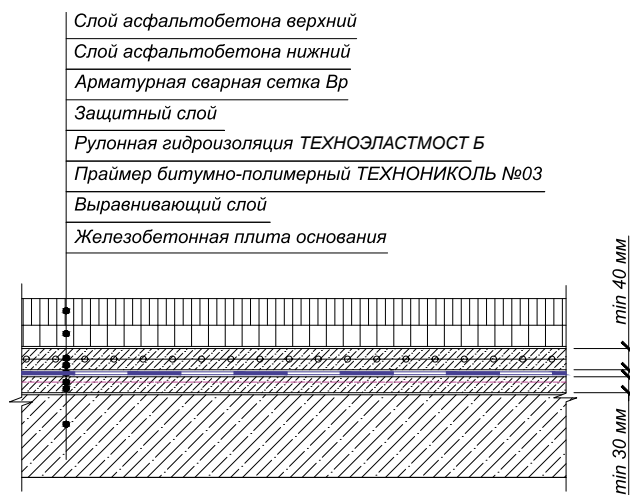 Слой асфальтобетона верхний
Слой асфальтобетона нижний
Арматурная сварная сетка Вр
Защитный слой
Рулонная гидроизоляция ТЕХНОЭЛАСТМОСТ Б
Праймер битумно-полимерный ТЕХНОНИКОЛЬ №03
Выравнивающий слой
Железобетонная плита основания
min 40 мм
min 30 мм